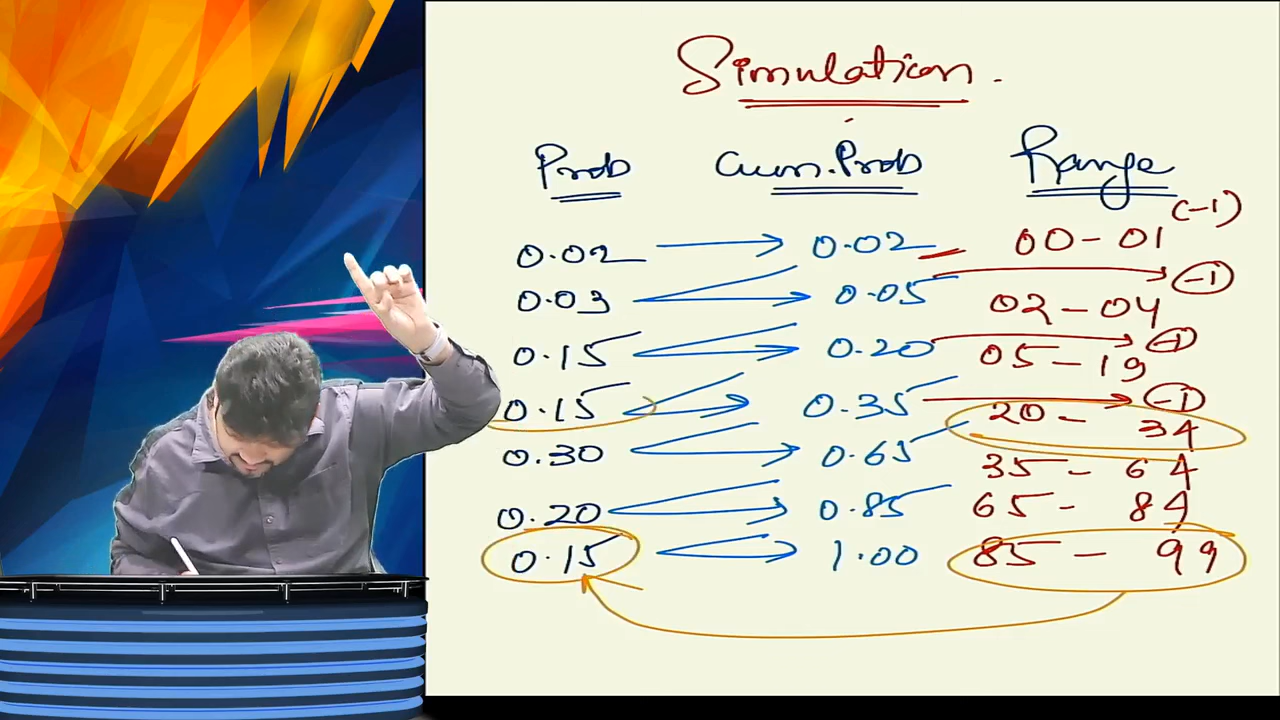 Simulation.
Prob Cum.Prob Range
(-1)
0.02 0.02 00-01
-1
0.03 0.05 02-04
-1
0.15 0.20 05-19
-1
0.15 0.35 20-34
0.30 0.65 35-64
0.20 0.85 65-84
0.15 1.00 85-99